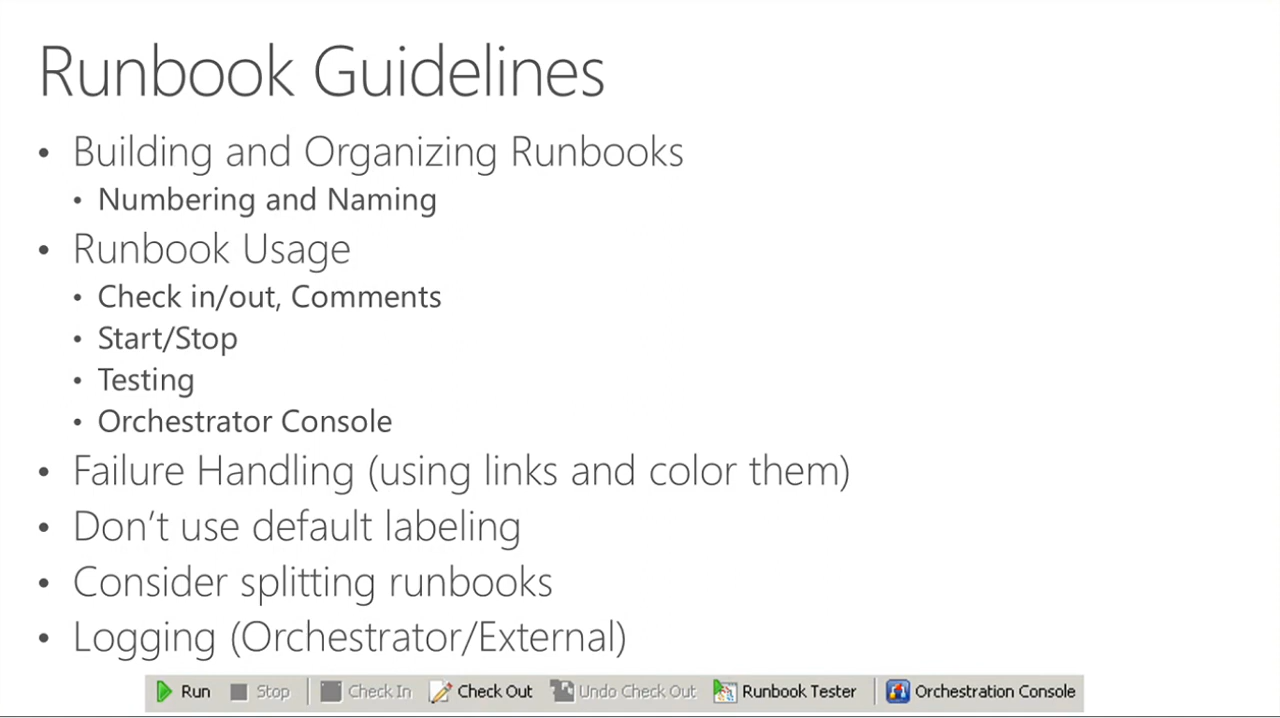 Runbook Guidelines
• Building and Organizing Runbooks
• Numbering and Naming
• Runbook Usage
• Check in/out, Comments
• Start/Stop
• Testing
• Orchestrator Console
• Failure Handling (using links and color them)
• Don’t use default labeling
• Consider splitting runbooks
• Logging (Orchestrator/External)
Run Stop Check In Check Out Undo Check Out Runbook Tester Orchestration Console